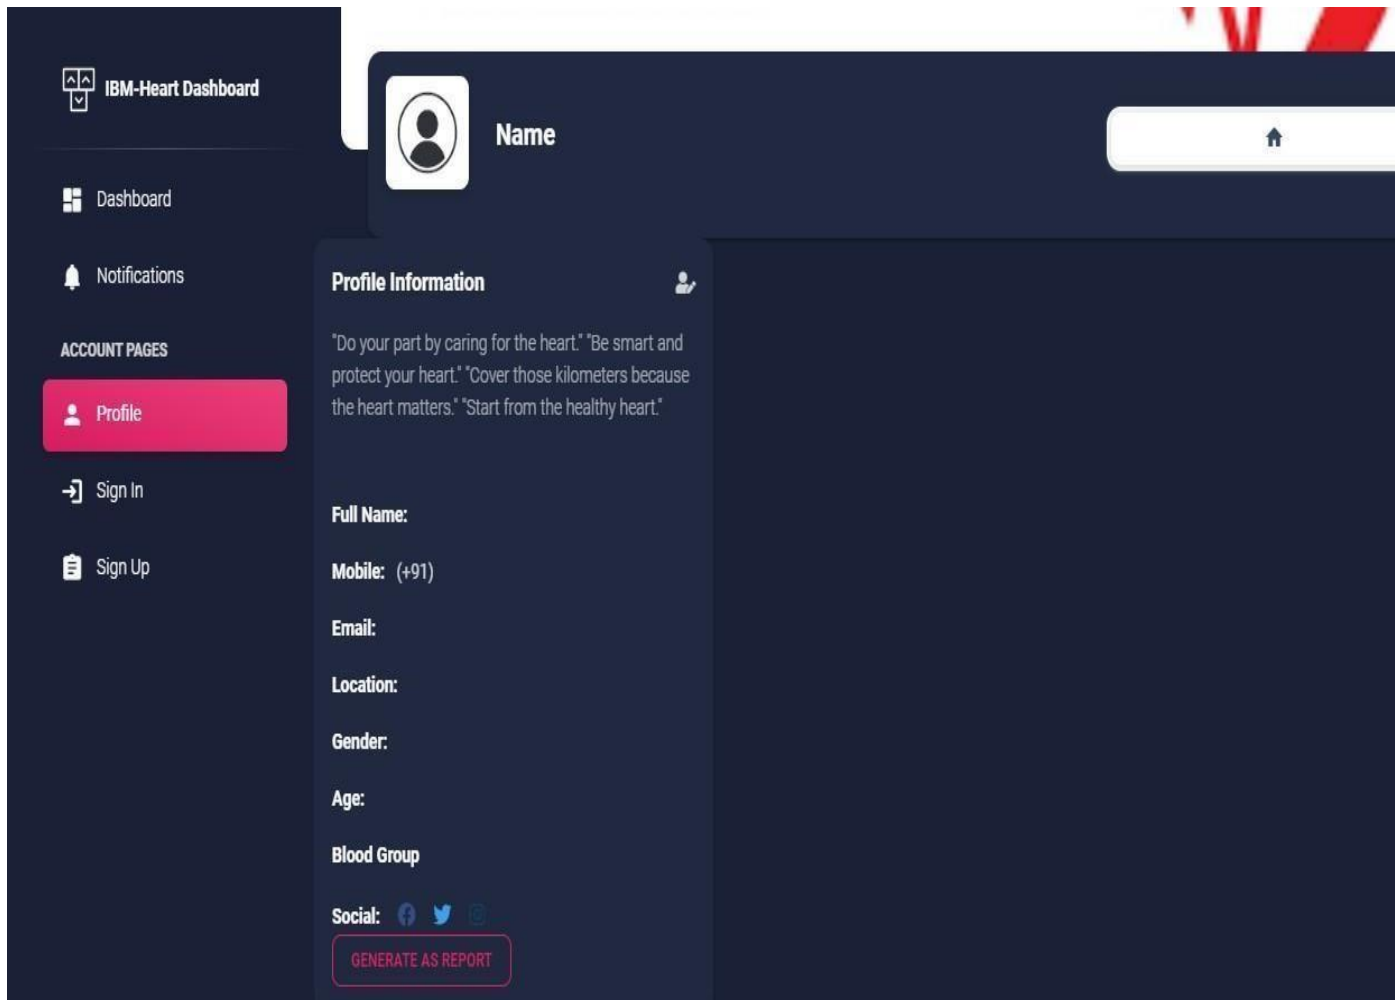 IBM-Heart Dashboard
Dashboard
Notifications
ACCOUNT PAGES
Profile
Sign In
Sign Up
Name
Profile Information
"Do your part by caring for the heart." "Be smart and
protect your heart." "Cover those kilometers because
the heart matters." "Start from the healthy heart."
Full Name:
Mobile: (+91)
Email:
Location:
Gender:
Age:
Blood Group
Social:
GENERATE AS REPORT